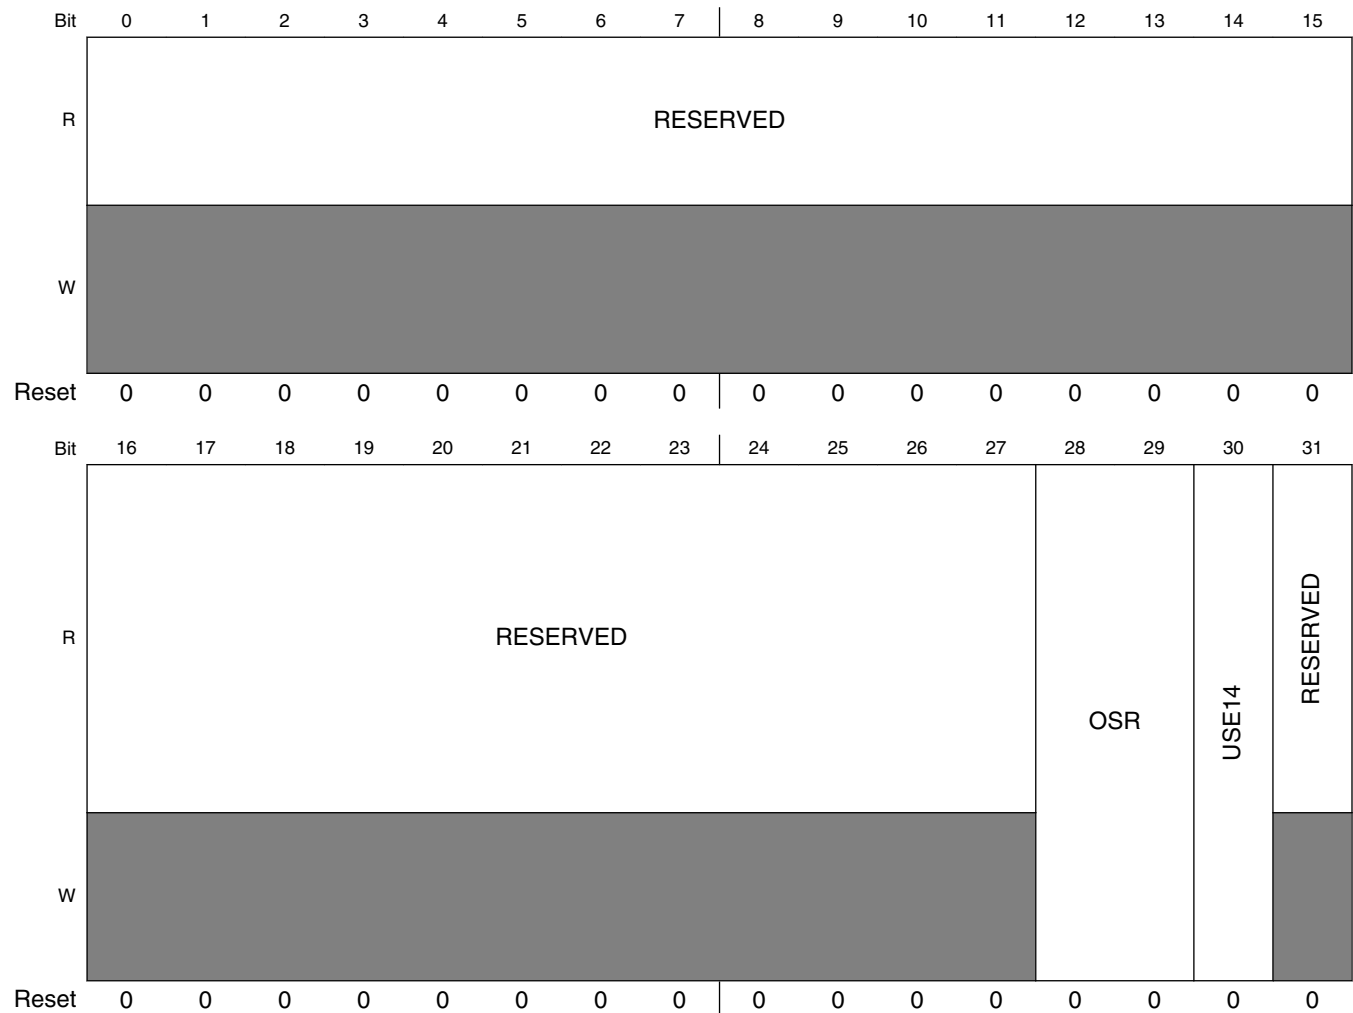 Bit 0 1 2 3 4 5 6 7 8 9 10 11 12 13 14 15
R RESERVED
W
Reset 0 0 0 0 0 0 0 0 0 0 0 0 0 0 0 0
Bit 16 17 18 19 20 21 22 23 24 25 26 27 28 29 30 31
R RESERVED OSR USE14 RESERVED
W
Reset 0 0 0 0 0 0 0 0 0 0 0 0 0 0 0 0